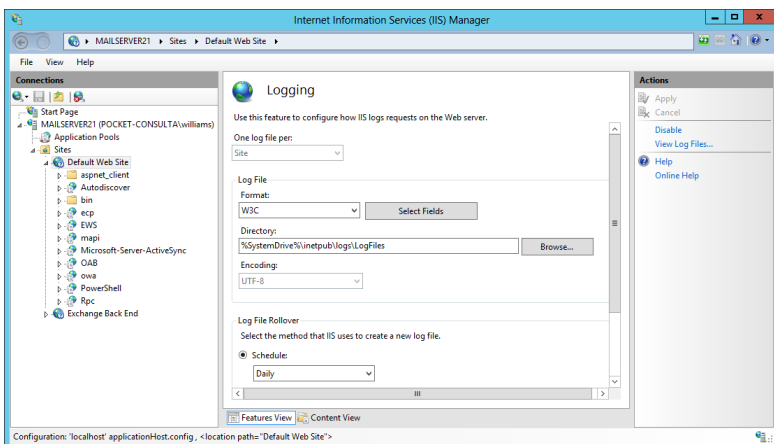 Internet Information Services (IIS) Manager
MAILSERVER21 Sites Default Web Site
File View Help
Connections
Start Page
MAILSERVER21 (POCKET-CONSULTA\williams)
Application Pools
Sites
Default Web Site
aspnet_client
Autodiscover
bin
ecp
EWS
mapi
Microsoft-Server-ActiveSync
OAB
owa
PowerShell
Rpc
Exchange Back End
Logging
Use this feature to configure how IIS logs requests on the Web server.
One log file per:
Site
Log File
Format:
W3C Select Fields
Directory:
%SystemDrive%\inetpub\logs\LogFiles Browse...
Encoding:
UTF-8
Log File Rollover
Select the method that IIS uses to create a new log file.
Schedule:
Daily
Features View Content View
Actions
Apply
Cancel
Disable
View Log Files...
Help
Online Help
Configuration: 'localhost' applicationHost.config , <location path="Default Web Site">